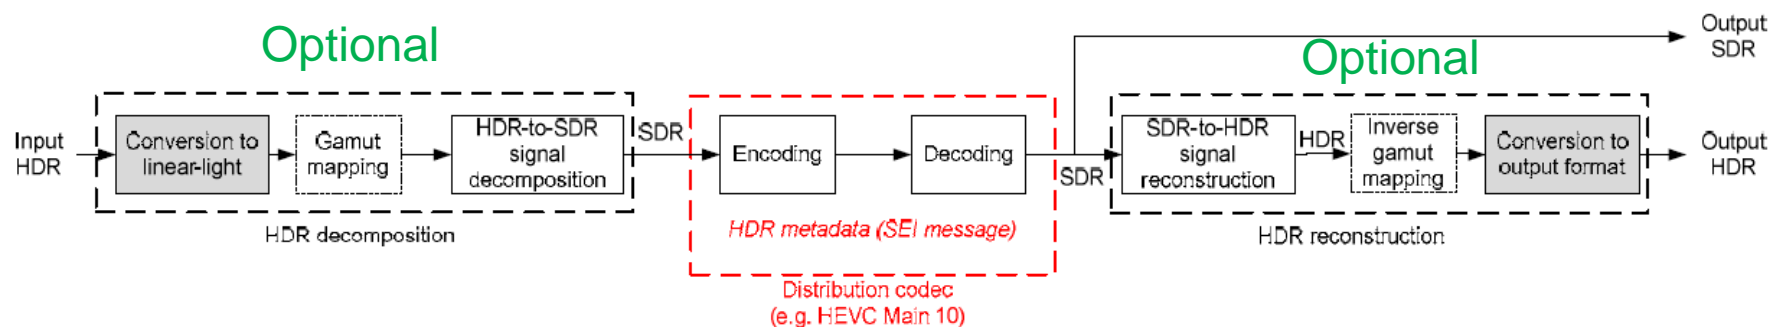 Optional
Optional
Output
SDR
Input
HDR
Conversion to
linear-light
Gamut
mapping
HDR-to-SDR
signal
decomposition
SDR
Encoding
Decoding
SDR
SDR-to-HDR
signal
reconstruction
HDR
Inverse
gamut
mapping
Conversion to
output format
Output
HDR
HDR decomposition
HDR metadata (SEI message)
HDR reconstruction
Distribution codec
(e.g. HEVC Main 10)